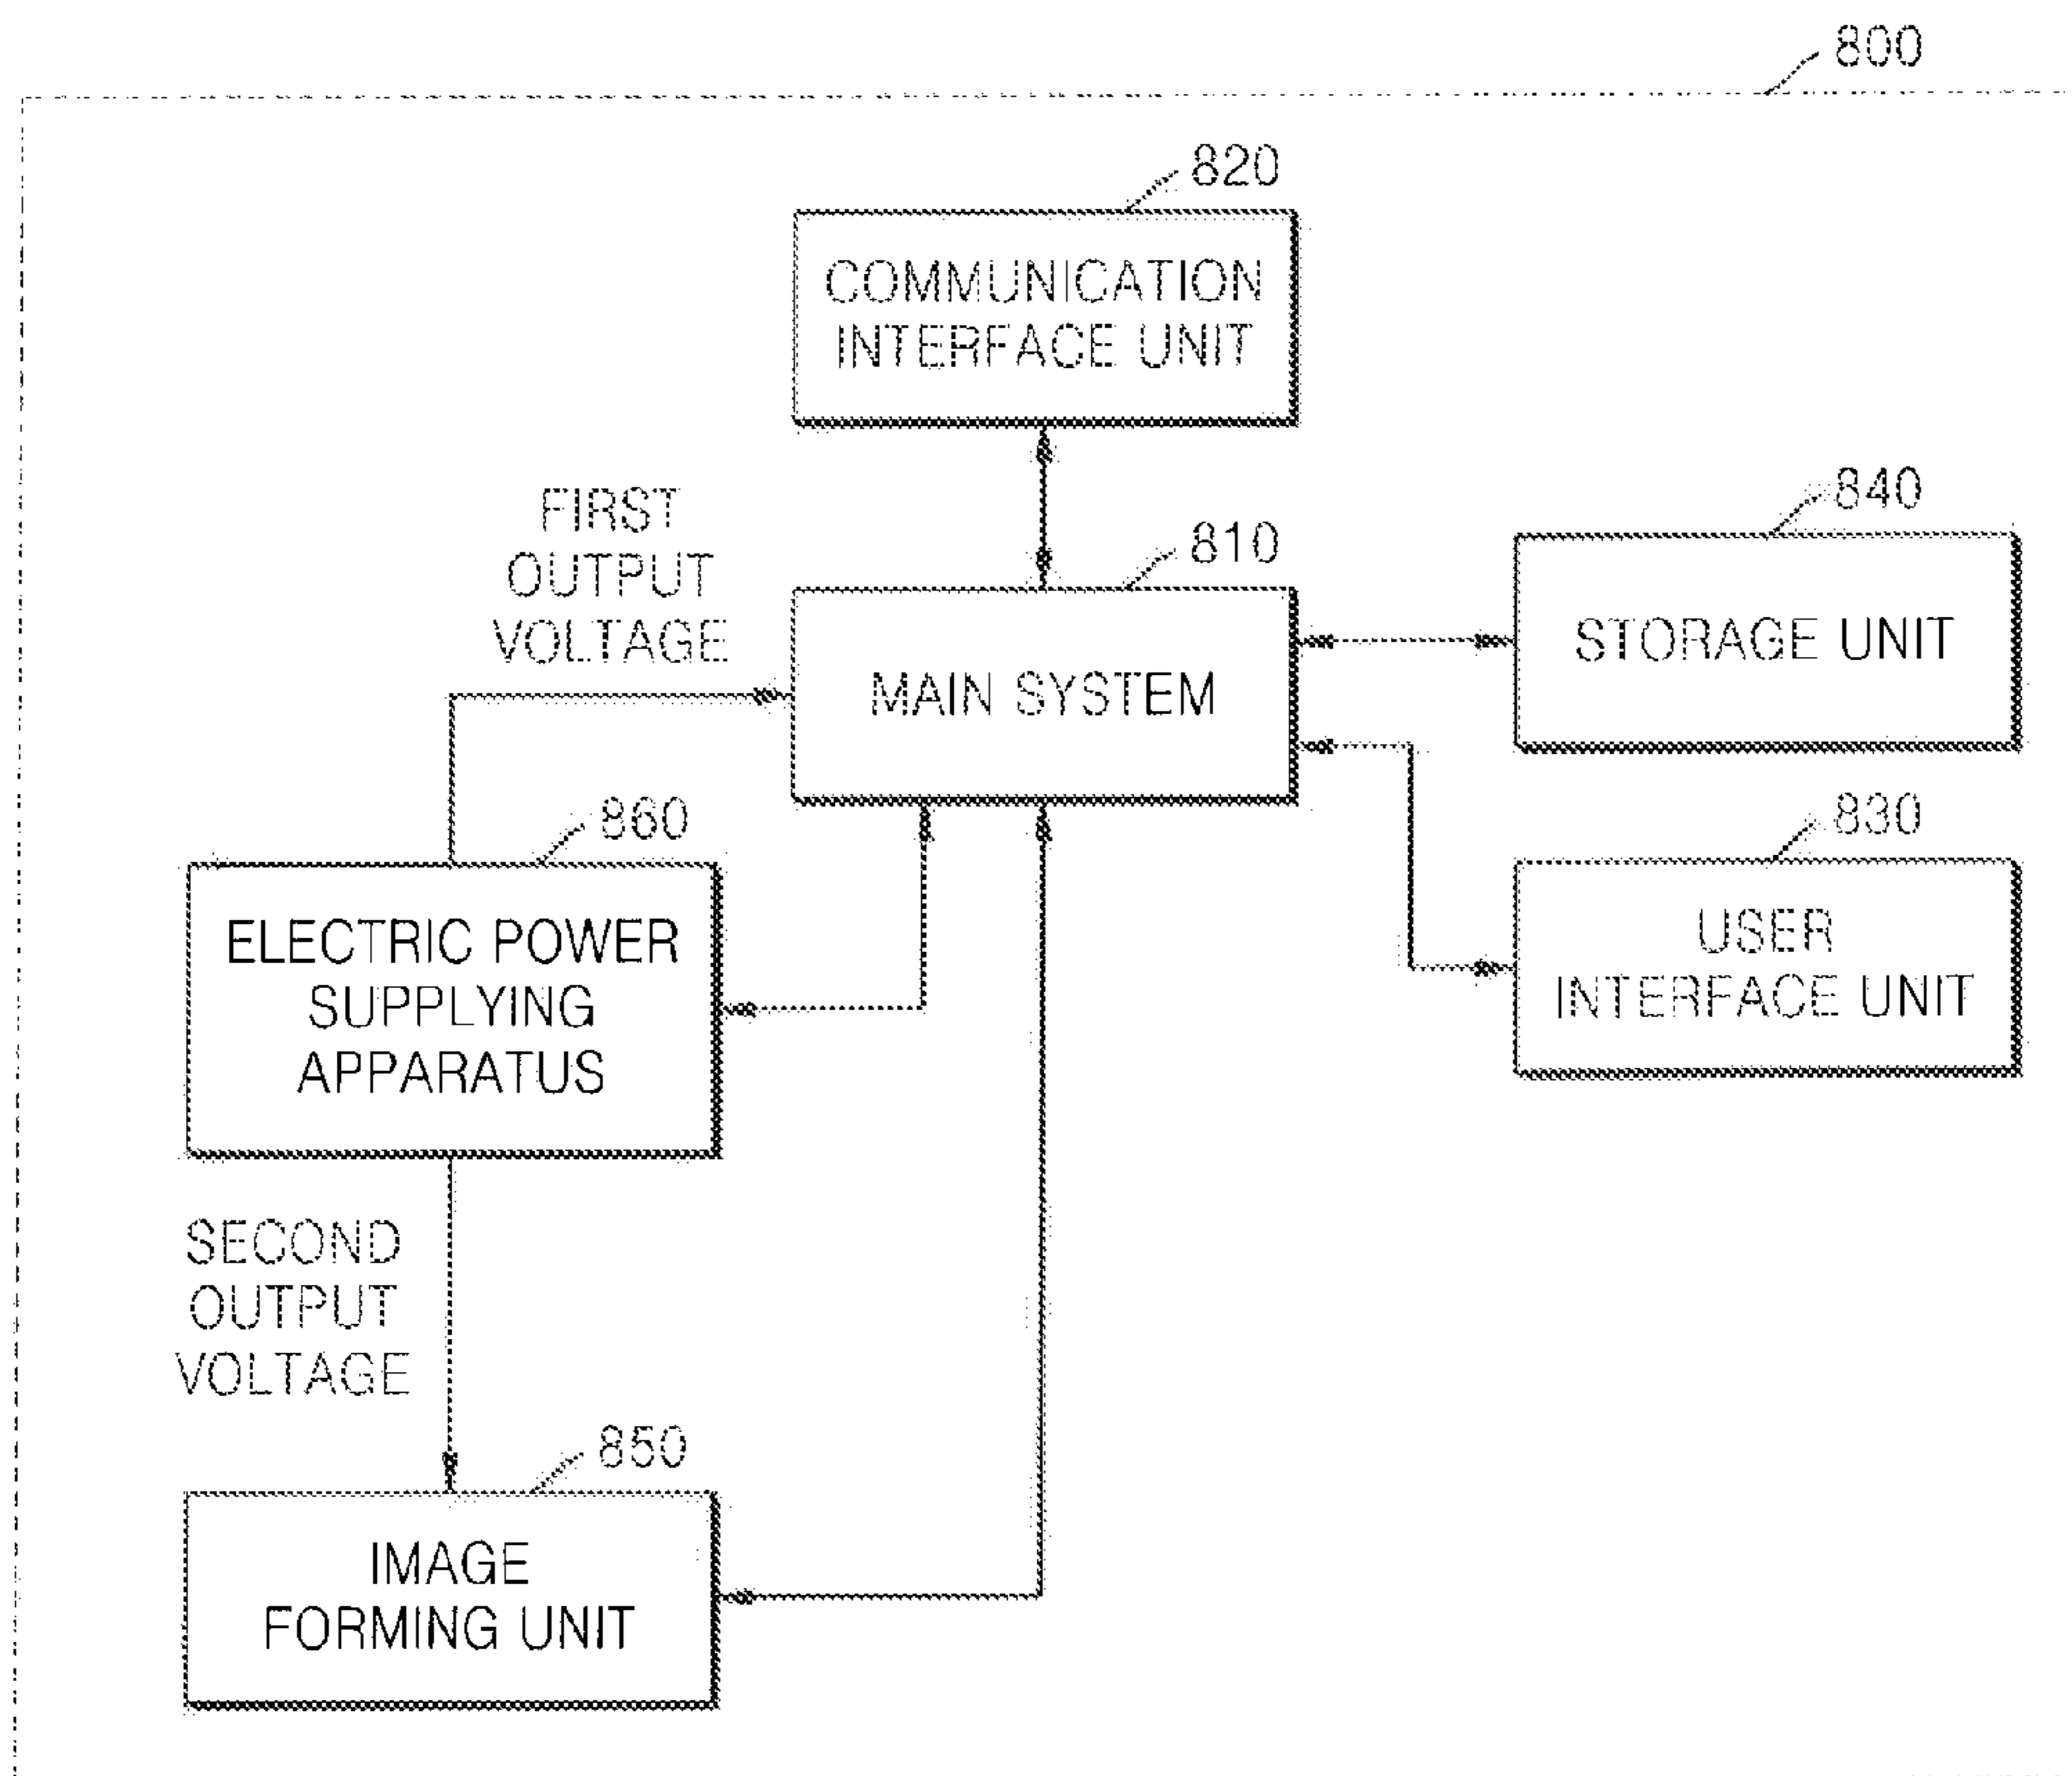 800
820
COMMUNICATION
INTERFACE UNIT
FIRST
OUTPUT
VOLTAGE
810
MAIN SYSTEM
840
STORAGE UNIT
860
ELECTRIC POWER
SUPPLYING
APPARATUS
830
USER
INTERFACE UNIT
SECOND
OUTPUT
VOLTAGE
850
IMAGE
FORMING UNIT